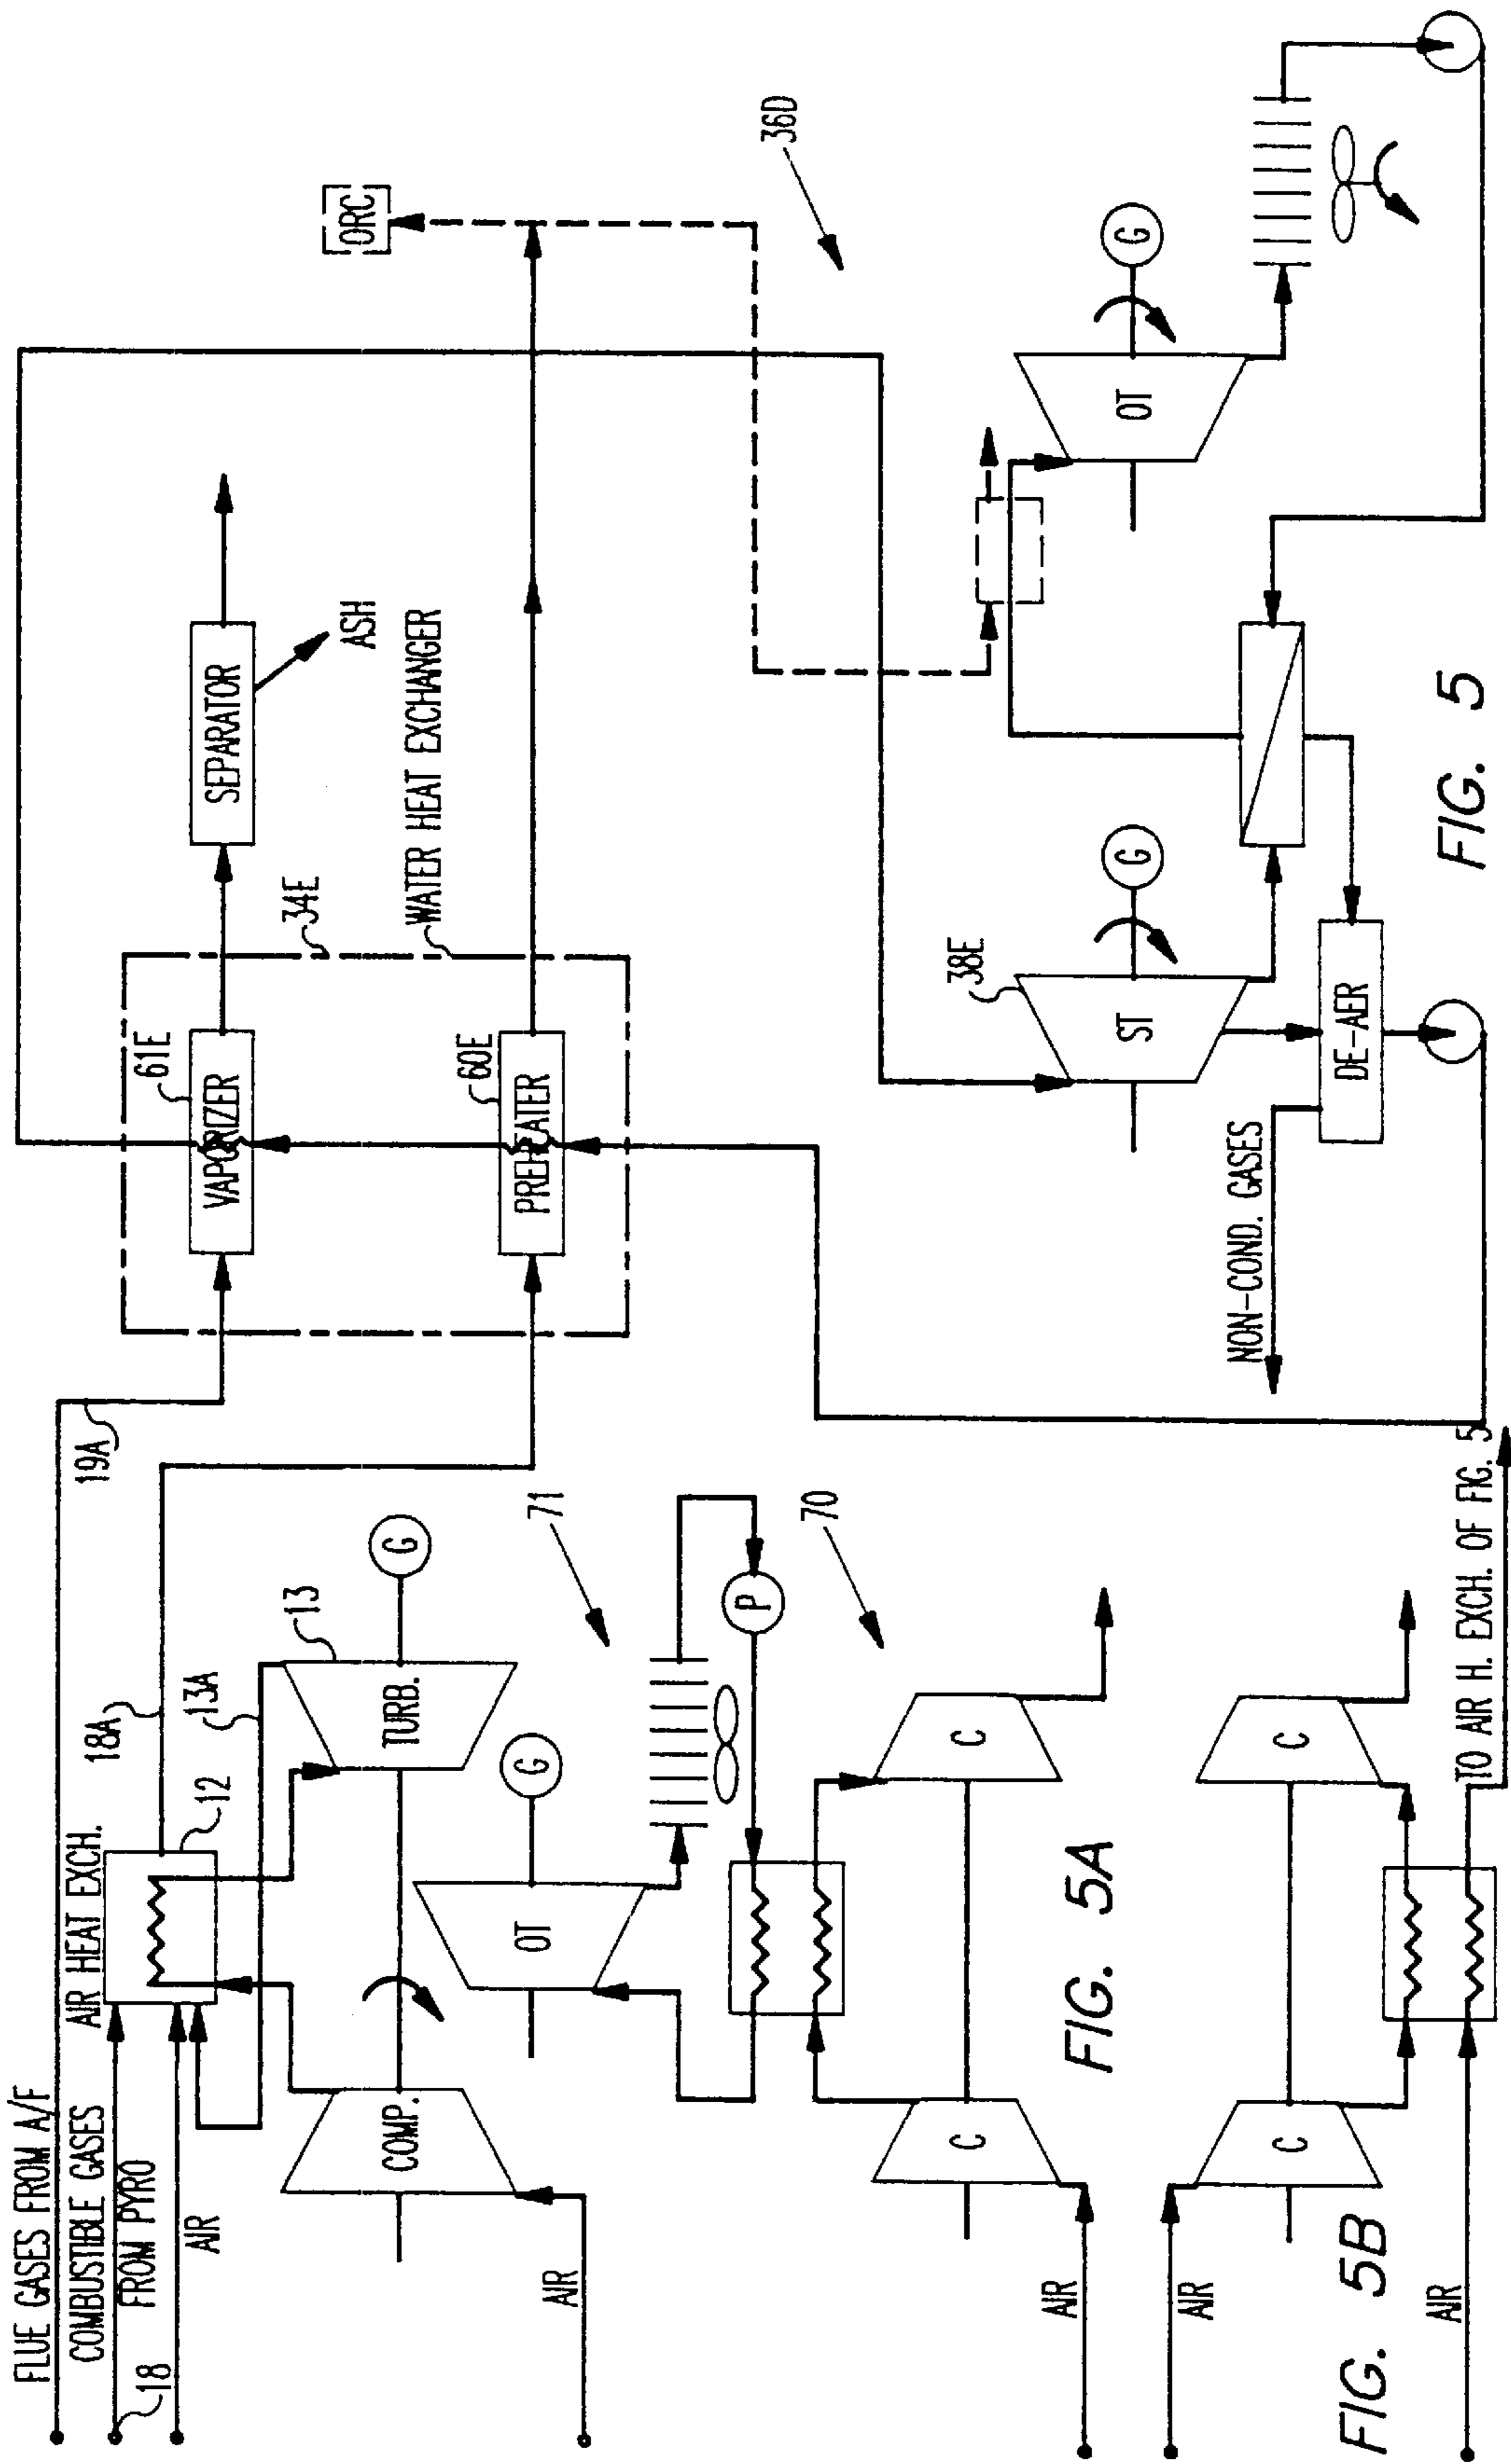 FLUE GASES FROM A/F
COMBUSTIBLE GASES
FROM PYRO
18
AIR
AIR HEAT EXCH.
12
18A
13A
19A
13
COMP.
TURB.
G
AIR
61E
VAPORIZER
SEPARATOR
ASH
34E
WATER HEAT EXCHANGER
60E
PREHEATER
ORC
36D
71
OT
G
P
70
C
C
AIR
FIG. 5A
AIR
C
C
AIR
FIG. 5B
TO AIR H. EXCH. OF FIG. 5
38E
ST
G
OT
G
NON-COND. GASES
DE-AER
FIG. 5